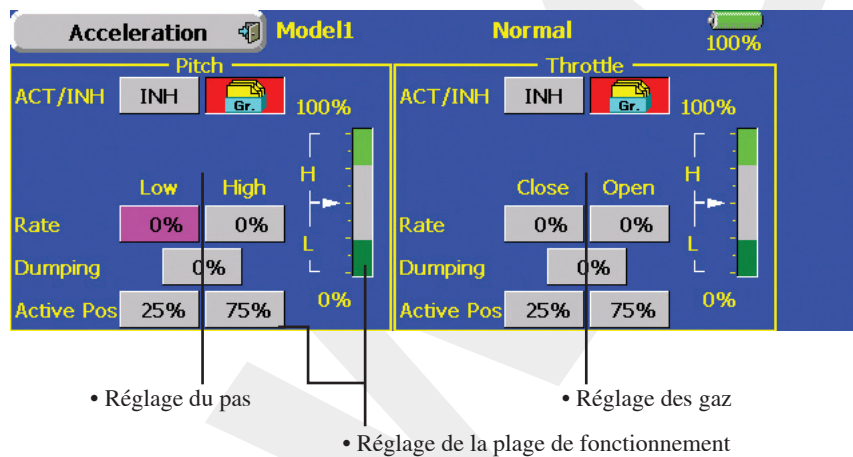 Acceleration Model1 Normal 100%
Pitch
ACT/INH INH Gr. 100%
H
Low High
Rate 0% 0%
L
Dumping 0%
Active Pos 25% 75% 0%
Throttle
ACT/INH INH Gr. 100%
H
Close Open
Rate 0% 0%
L
Dumping 0%
Active Pos 25% 75% 0%
• Réglage du pas
• Réglage des gaz
• Réglage de la plage de fonctionnement